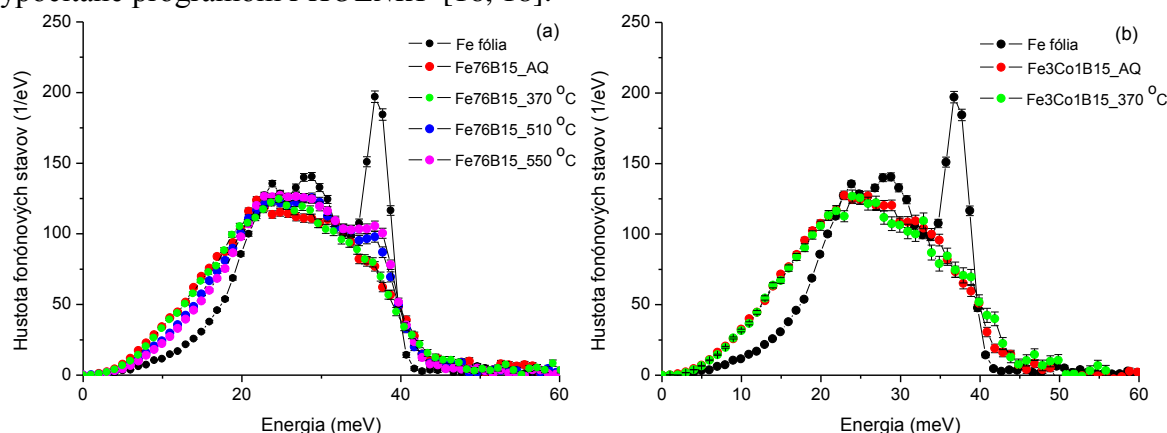 vypočítané programom PHOENIX [16, 18].
250
200
150
100
50
0
Hustota fonónových stavov (1/eV)
0 20 40 60
Energia (meV)
(a)
Fe fólia
Fe76B15_AQ
Fe76B15_370 °C
Fe76B15_510 °C
Fe76B15_550 °C
250
200
150
100
50
0
Hustota fonónových stavov (1/eV)
0 10 20 30 40 50 60
Energia (meV)
(b)
Fe fólia
Fe3Co1B15_AQ
Fe3Co1B15_370 °C